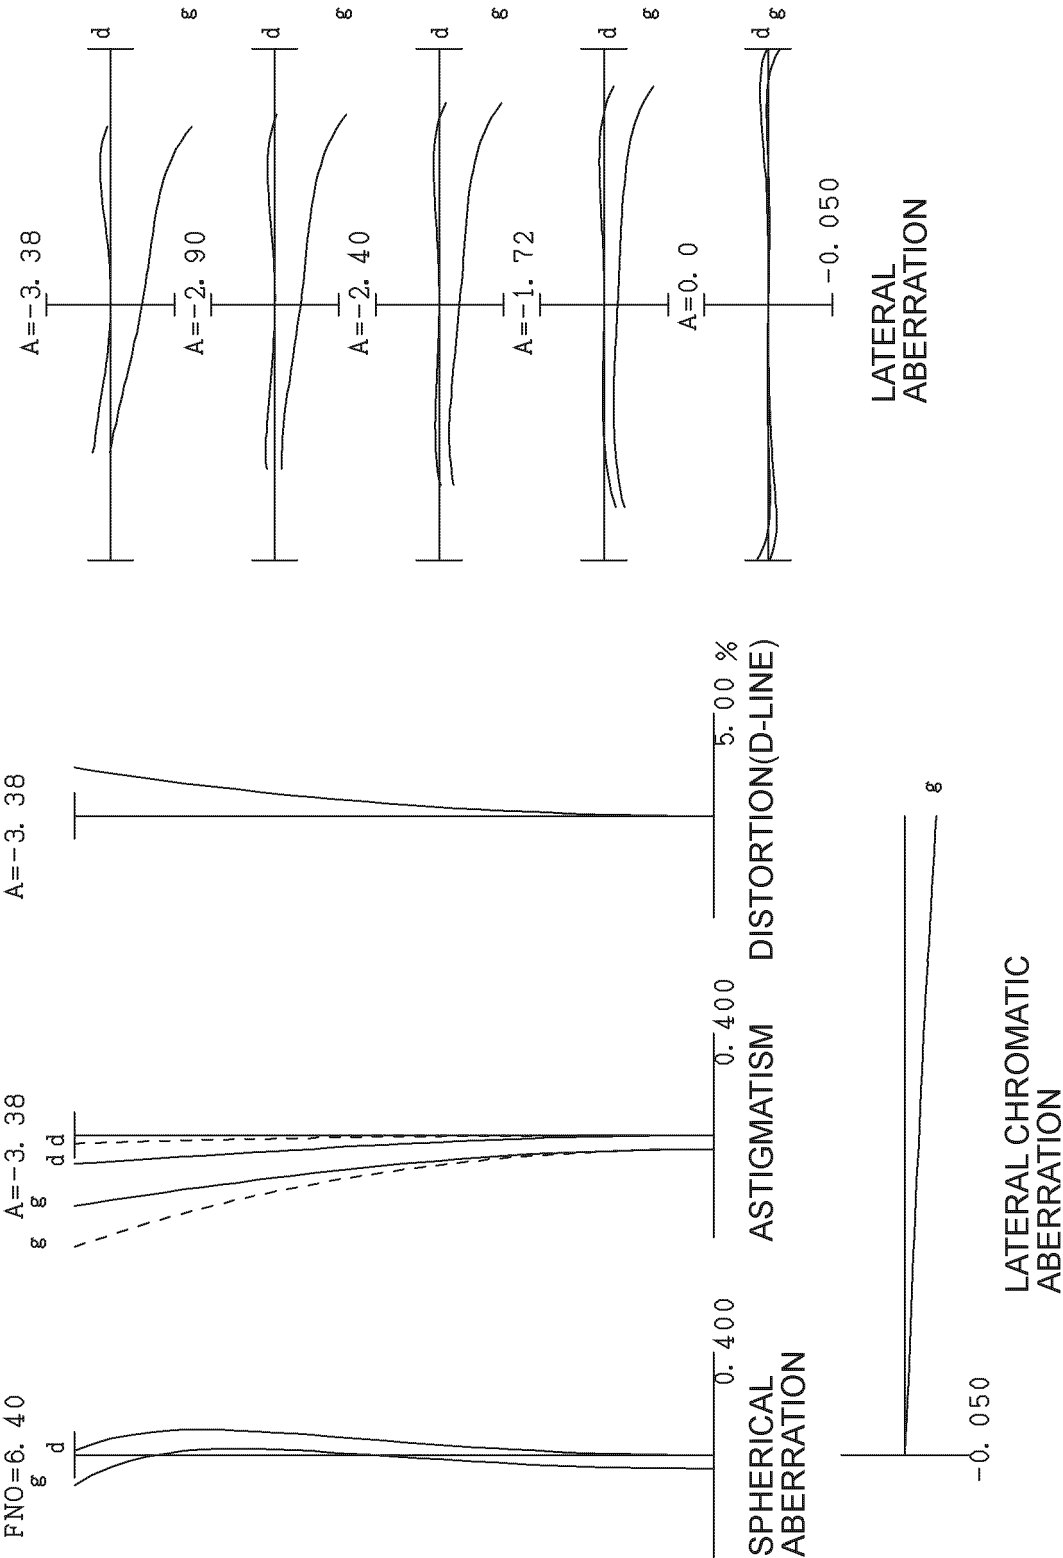 FNO=6. 40
g
d
0. 400
SPHERICAL
ABERRATION
A=-3. 38
g
g
d
d
0. 400
ASTIGMATISM
A=-3. 38
5. 00 %
DISTORTION(D-LINE)
-0. 050
g
LATERAL CHROMATIC
ABERRATION
A=-3. 38
d
g
A=-2. 90
d
g
A=-2. 40
d
g
A=-1. 72
d
g
A=0. 0
d
g
-0. 050
LATERAL
ABERRATION